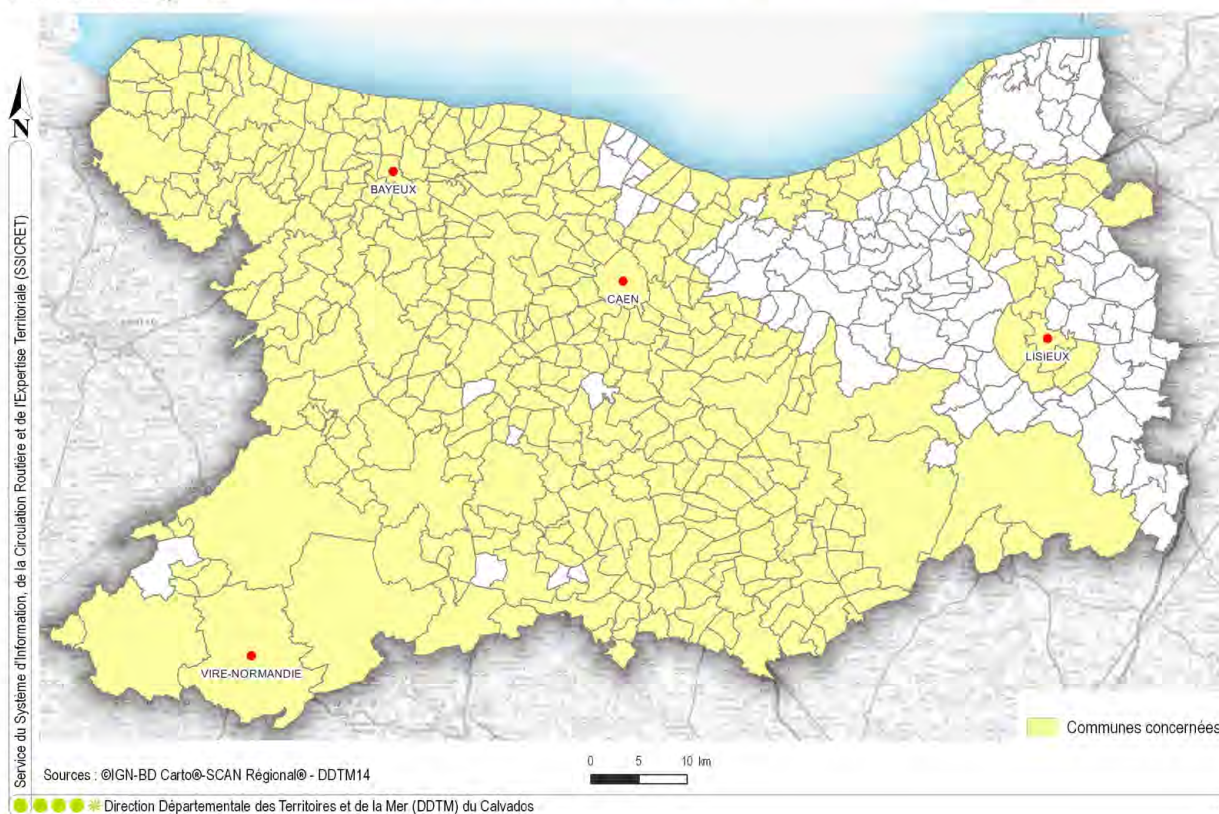 N
Service du Système d'Information, de la Circulation Routière et de l'Expertise Territoriale (SSICRET)
BAYEUX
CAEN
LISIEUX
VIRE-NORMANDIE
Communes concernées
Sources : ©IGN-BD Carto®-SCAN Régional® - DDTM14
0 5 10 km
Direction Départementale des Territoires et de la Mer (DDTM) du Calvados